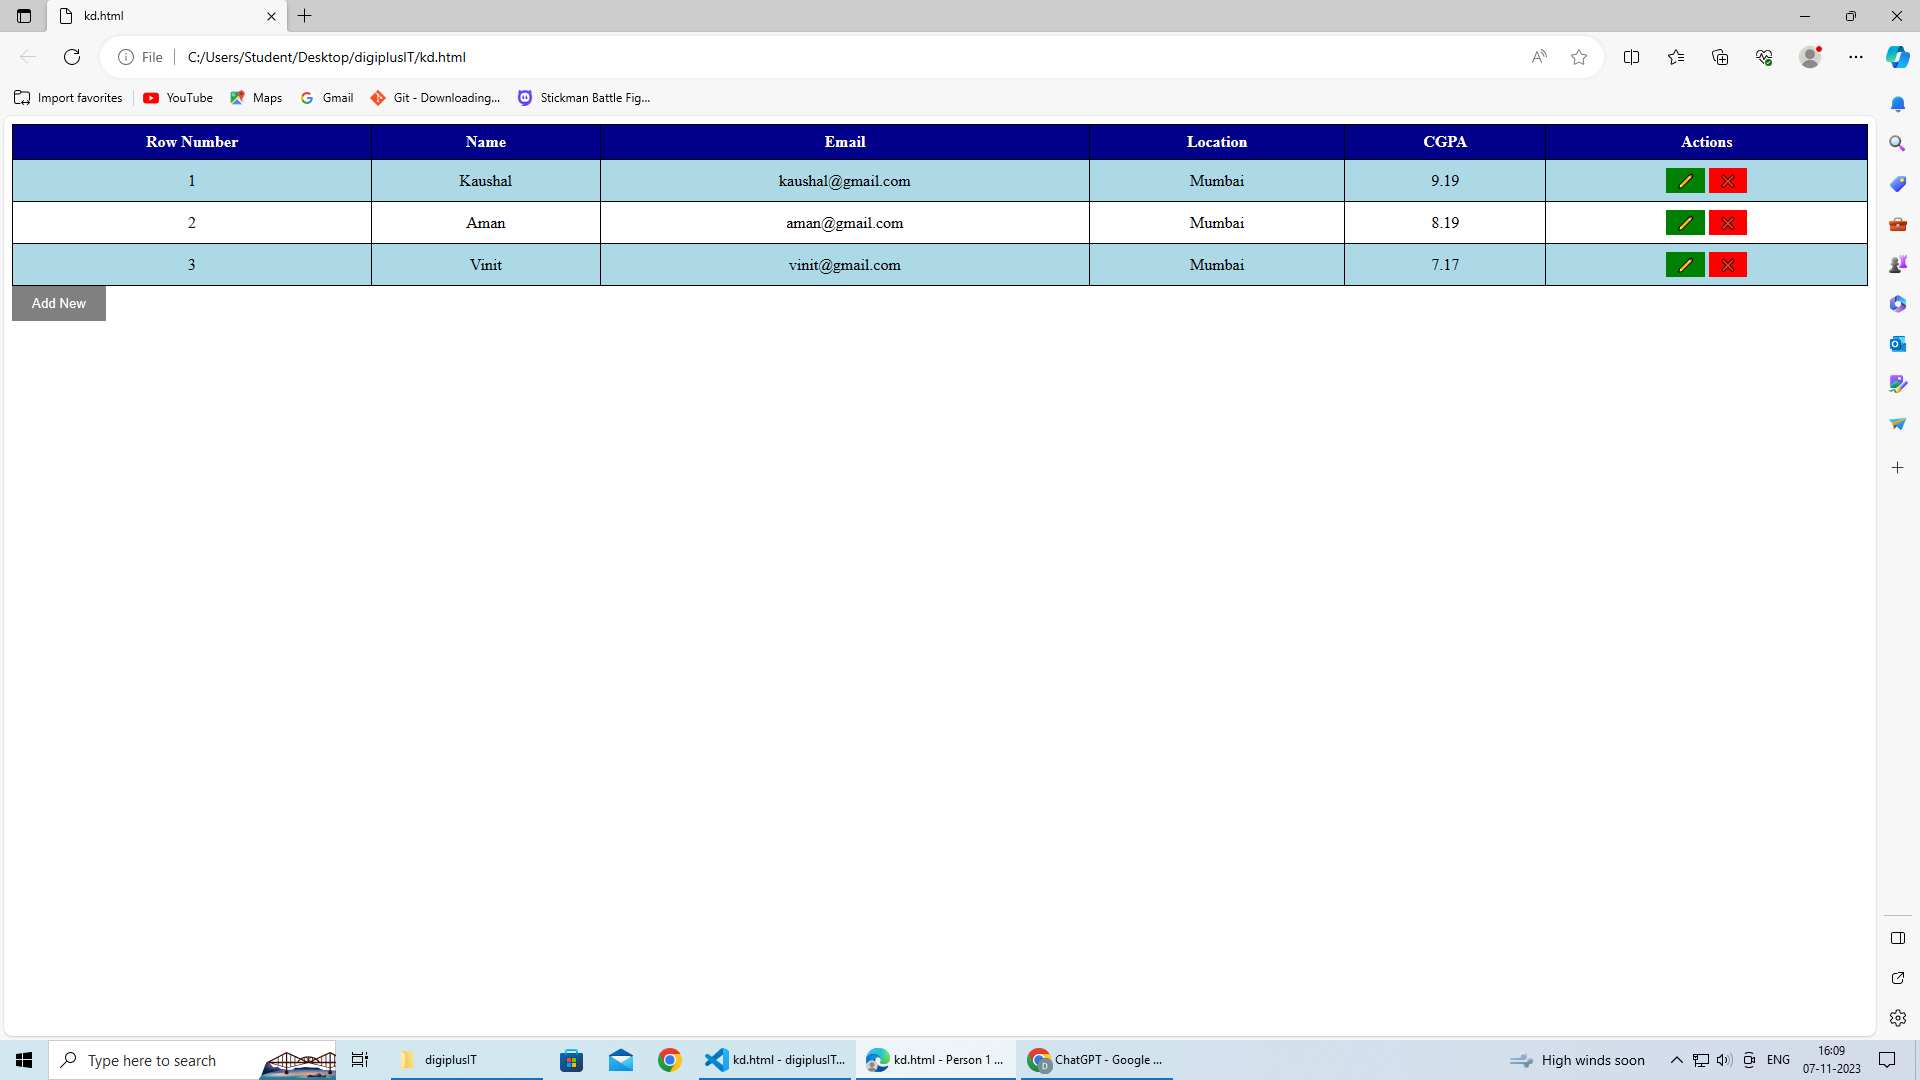 kd.html
File
C:/Users/Student/Desktop/digiplusIT/kd.html
Import favorites YouTube Maps Gmail Git - Downloading... Stickman Battle Fig...
Row Number Name Email Location CGPA Actions
1 Kaushal kaushal@gmail.com Mumbai 9.19
2 Aman aman@gmail.com Mumbai 8.19
3 Vinit vinit@gmail.com Mumbai 7.17
Add New
Type here to search digiplusIT kd.html - digiplusIT... kd.html - Person 1 ... ChatGPT - Google ... High winds soon ENG 16:09
07-11-2023